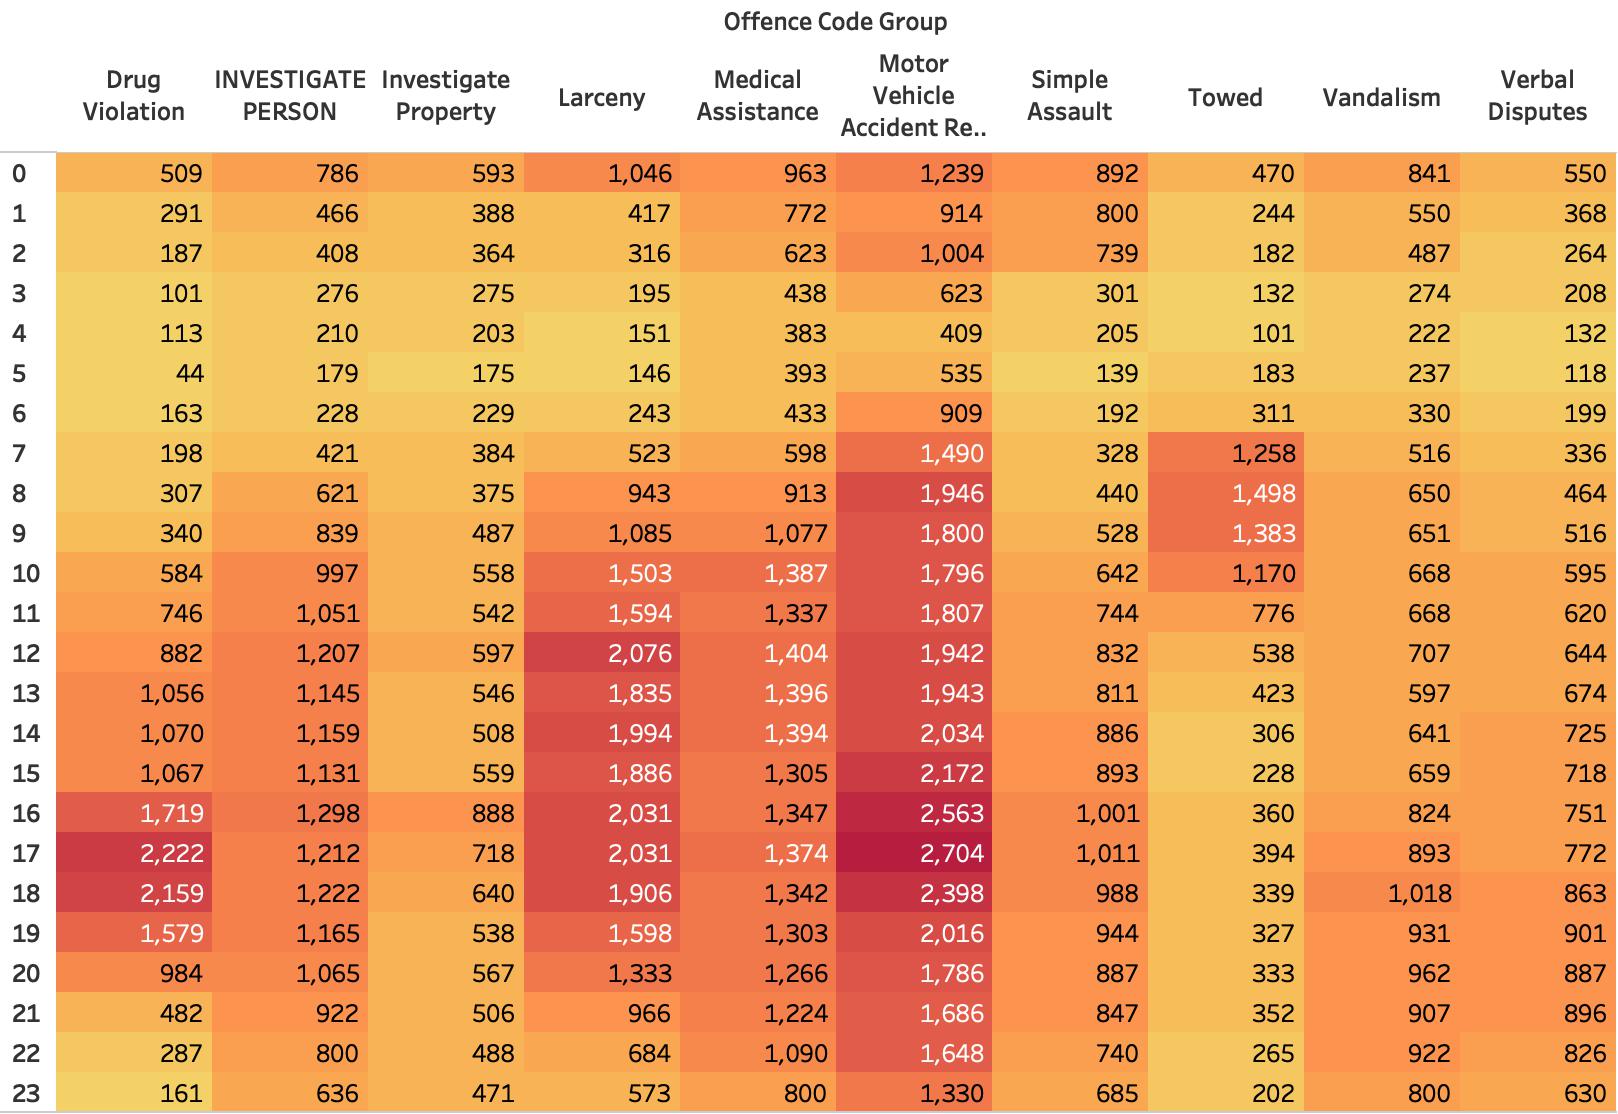 Offence Code Group
Drug Violation INVESTIGATE PERSON Investigate Property Larceny Medical Assistance Motor Vehicle Accident Re.. Simple Assault Towed Vandalism Verbal Disputes
0 509 786 593 1,046 963 1,239 892 470 841 550
1 291 466 388 417 772 914 800 244 550 368
2 187 408 364 316 623 1,004 739 182 487 264
3 101 276 275 195 438 623 301 132 274 208
4 113 210 203 151 383 409 205 101 222 132
5 44 179 175 146 393 535 139 183 237 118
6 163 228 229 243 433 909 192 311 330 199
7 198 421 384 523 598 1,490 328 1,258 516 336
8 307 621 375 943 913 1,946 440 1,498 650 464
9 340 839 487 1,085 1,077 1,800 528 1,383 651 516
10 584 997 558 1,503 1,387 1,796 642 1,170 668 595
11 746 1,051 542 1,594 1,337 1,807 744 776 668 620
12 882 1,207 597 2,076 1,404 1,942 832 538 707 644
13 1,056 1,145 546 1,835 1,396 1,943 811 423 597 674
14 1,070 1,159 508 1,994 1,394 2,034 886 306 641 725
15 1,067 1,131 559 1,886 1,305 2,172 893 228 659 718
16 1,719 1,298 888 2,031 1,347 2,563 1,001 360 824 751
17 2,222 1,212 718 2,031 1,374 2,704 1,011 394 893 772
18 2,159 1,222 640 1,906 1,342 2,398 988 339 1,018 863
19 1,579 1,165 538 1,598 1,303 2,016 944 327 931 901
20 984 1,065 567 1,333 1,266 1,786 887 333 962 887
21 482 922 506 966 1,224 1,686 847 352 907 896
22 287 800 488 684 1,090 1,648 740 265 922 826
23 161 636 471 573 800 1,330 685 202 800 630